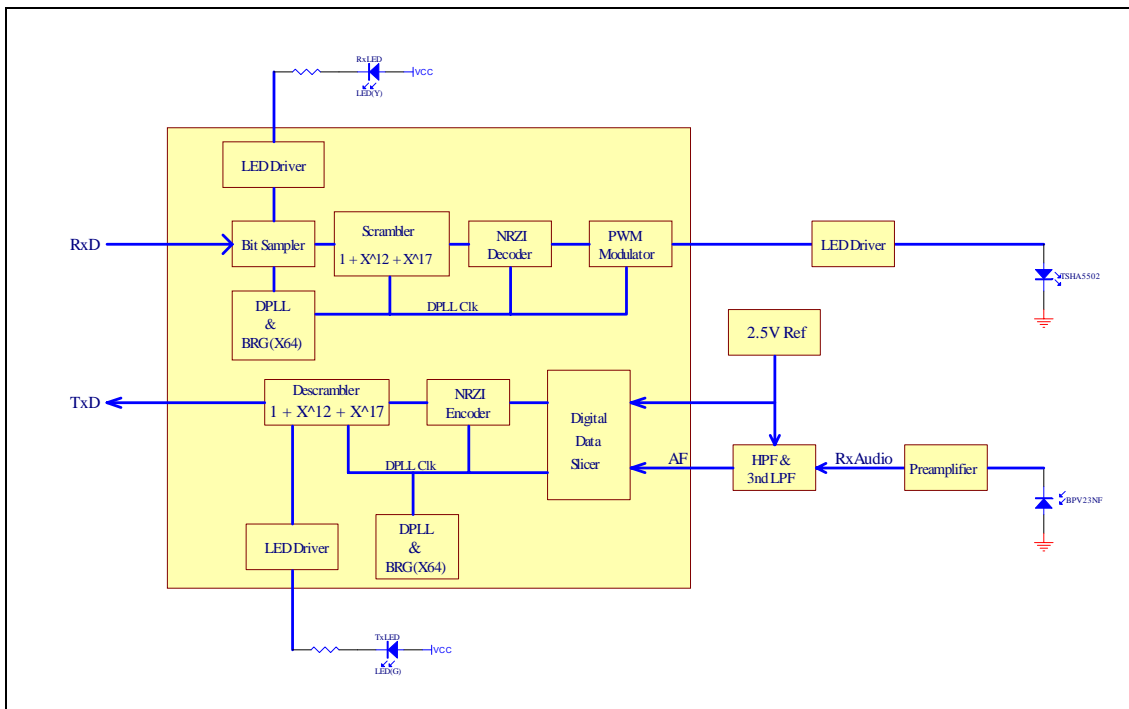 RxLED
VCC
LED(Y)
LED Driver
RxD
Bit Sampler
Scrambler
1 + X^12 + X^17
NRZI
Decoder
PWM
Modulator
LED Driver
TSHA5502
DPLL
&
BRG(X64)
DPLL Clk
2.5V Ref
TxD
Descrambler
1 + X^12 + X^17
NRZI
Encoder
Digital
Data
Slicer
DPLL Clk
AF
HPF &
3nd LPF
RxAudio
Preamplifier
BPV23NF
LED Driver
DPLL
&
BRG(X64)
TxLED
VCC
LED(G)